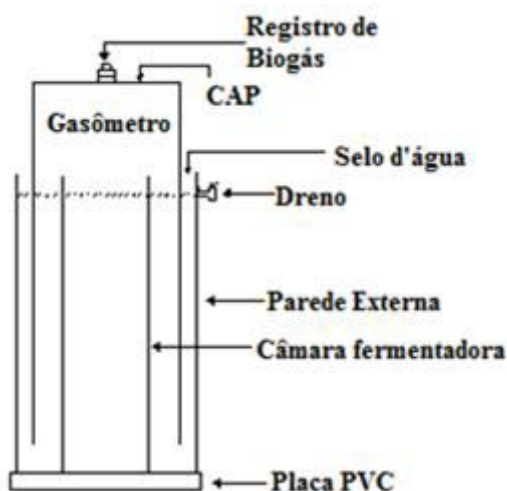 Registro de
Biogás
CAP
Gasômetro
Selo d'água
Dreno
Parede Externa
Câmara fermentadora
Placa PVC